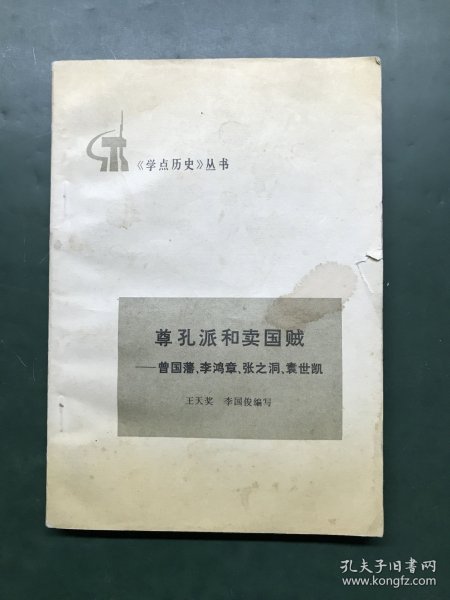 《学点历史》丛书
尊孔派和卖国贼
——曾国藩、李鸿章、张之洞、袁世凯
王天奖 李国俊编写
孔夫子旧书网
www.kongfz.com